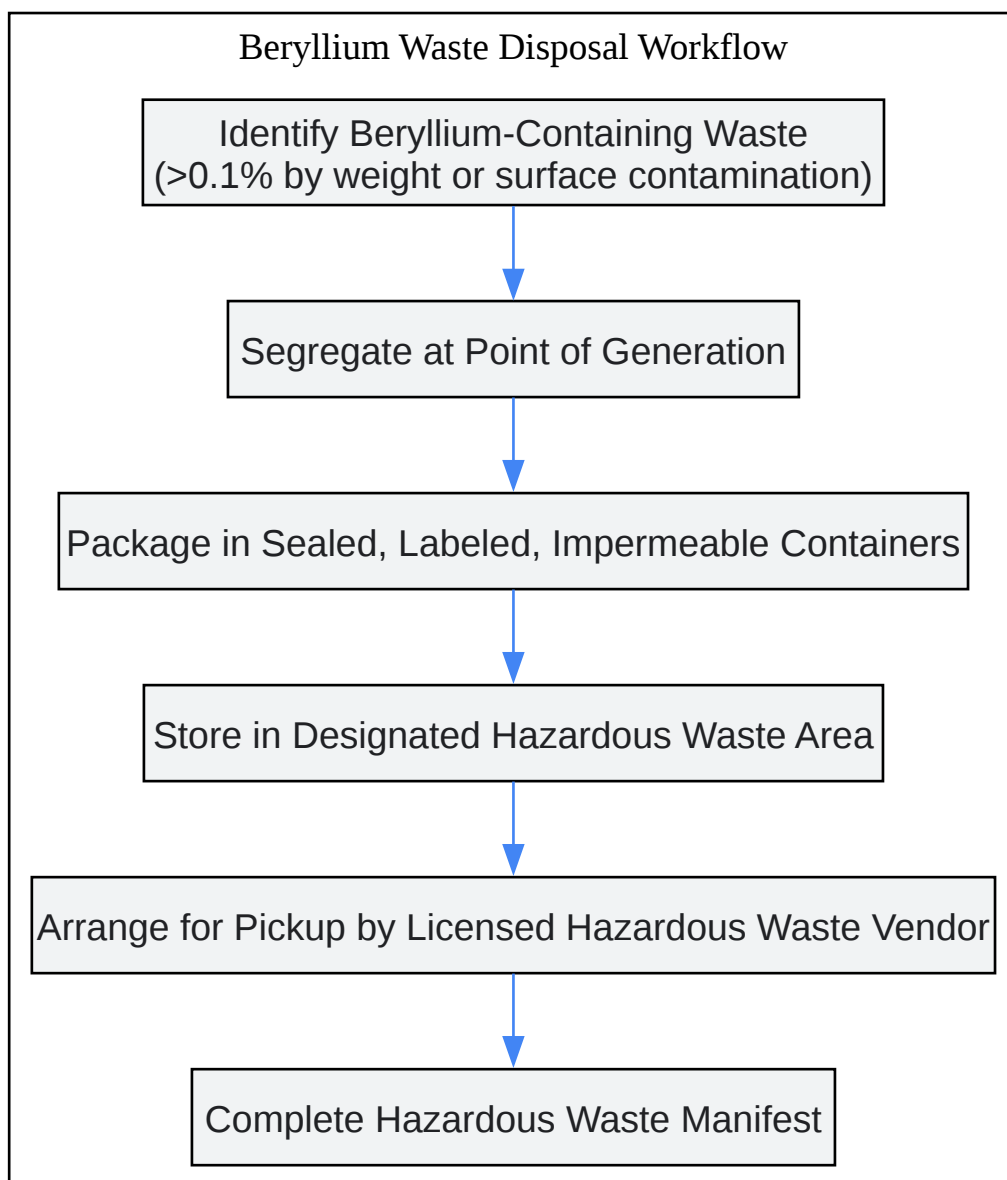 Beryllium Waste Disposal Workflow
Identify Beryllium-Containing Waste
(>0.1% by weight or surface contamination)
Segregate at Point of Generation
Package in Sealed, Labeled, Impermeable Containers
Store in Designated Hazardous Waste Area
Arrange for Pickup by Licensed Hazardous Waste Vendor
Complete Hazardous Waste Manifest